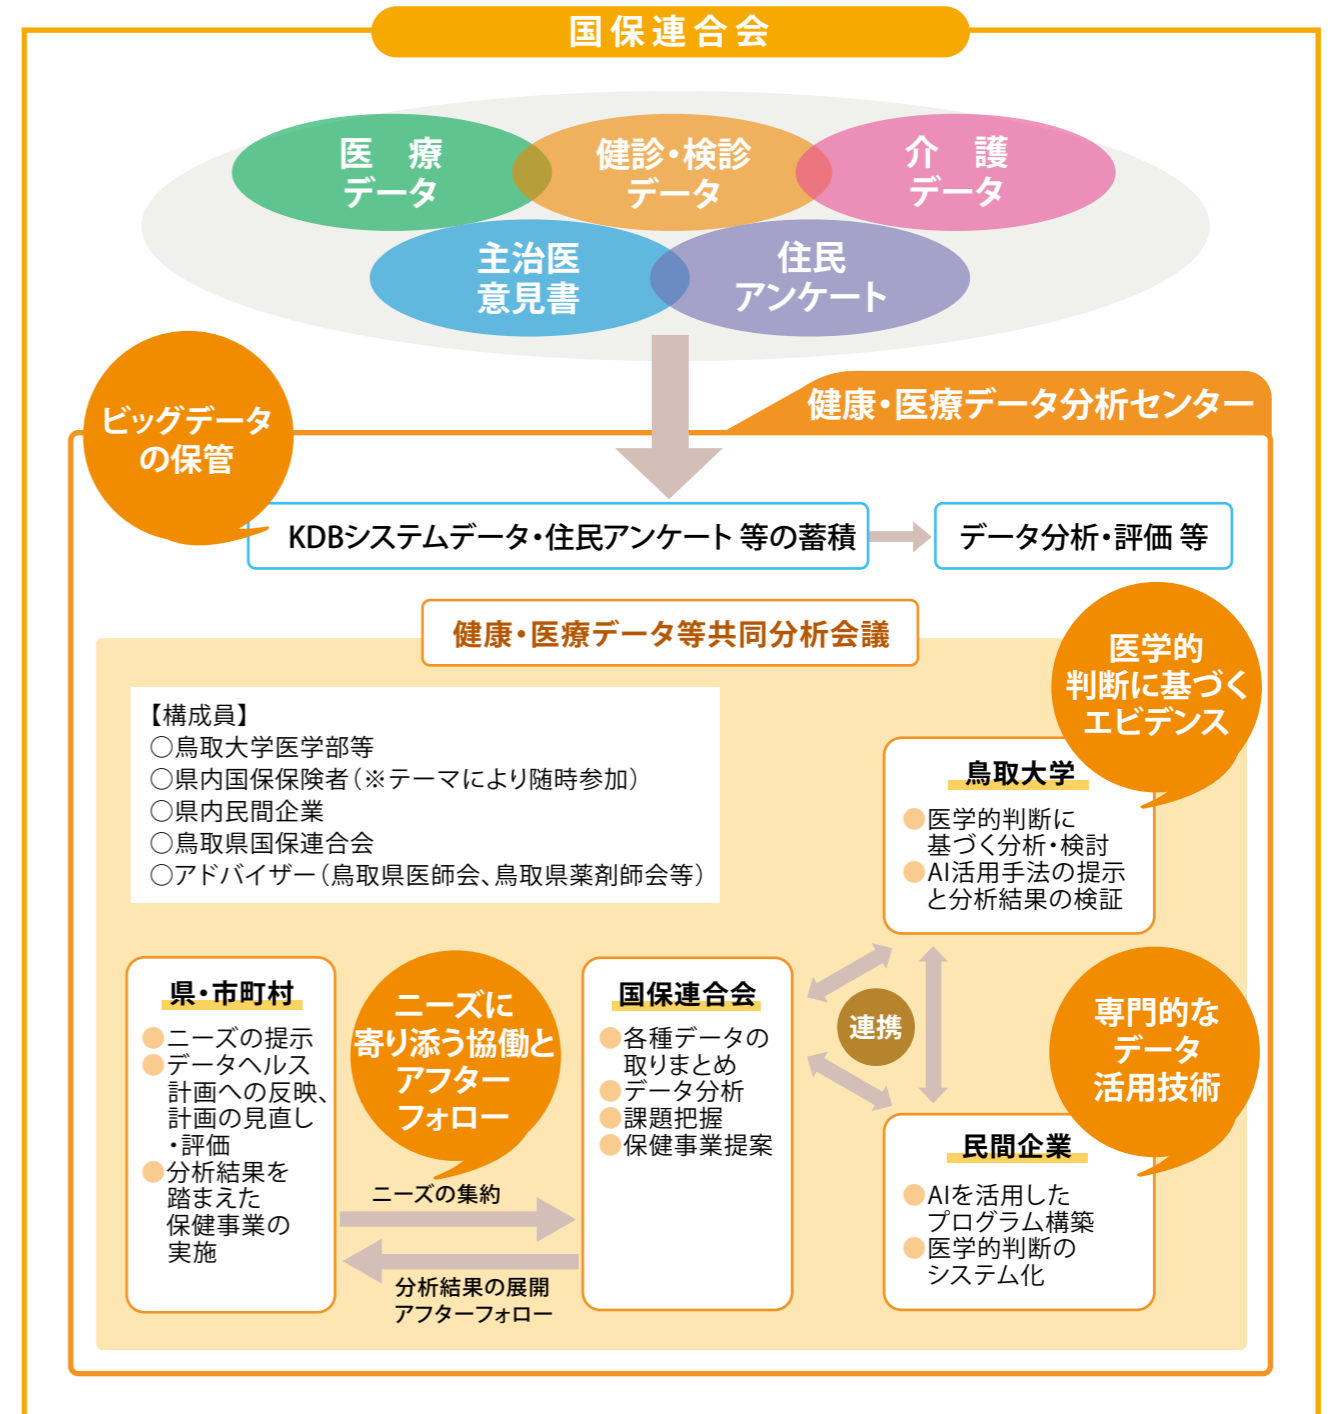 国保連合会
医　療
データ
健診・検診
データ
介　護
データ
主治医
意見書
住民
アンケート
ビッグデータ
の保管
健康・医療データ分析センター
KDBシステムデータ・住民アンケート 等の蓄積
データ分析・評価 等
健康・医療データ等共同分析会議
【構成員】
○鳥取大学医学部等
○県内国保保険者（※テーマにより随時参加）
○県内民間企業
○鳥取県国保連合会
○アドバイザー（鳥取県医師会、鳥取県薬剤師会等）
医学的
判断に基づく
エビデンス
鳥取大学
●医学的判断に
基づく分析・検討
●AI活用手法の提示
と分析結果の検証
県・市町村
●ニーズの提示
●データヘルス
計画への反映、
計画の見直し
・評価
●分析結果を
踏まえた
保健事業の
実施
ニーズに
寄り添う協働と
アフター
フォロー
ニーズの集約
分析結果の展開
アフターフォロー
国保連合会
●各種データの
取りまとめ
●データ分析
●課題把握
●保健事業提案
連携
専門的な
データ
活用技術
民間企業
●AIを活用した
プログラム構築
●医学的判断の
システム化